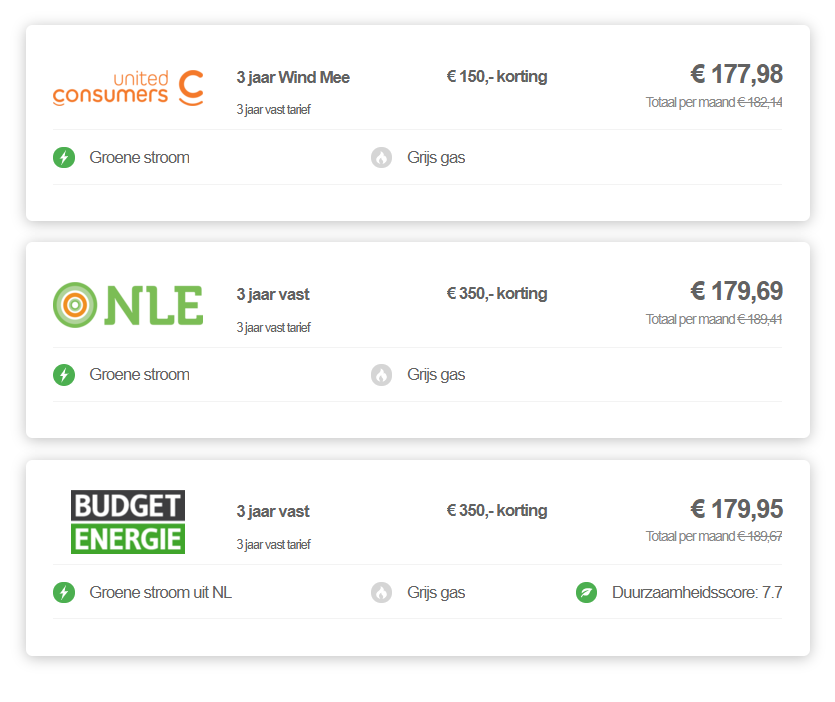 united
consumers
3 jaar Wind Mee
€ 150,- korting
€ 177,98
3 jaar vast tarief
Totaal per maand € 182,14
Groene stroom
Grijs gas
NLE
3 jaar vast
€ 350,- korting
€ 179,69
3 jaar vast tarief
Totaal per maand € 189,41
Groene stroom
Grijs gas
BUDGET
ENERGIE
3 jaar vast
€ 350,- korting
€ 179,95
3 jaar vast tarief
Totaal per maand € 189,67
Groene stroom uit NL
Grijs gas
Duurzaamheidsscore: 7.7